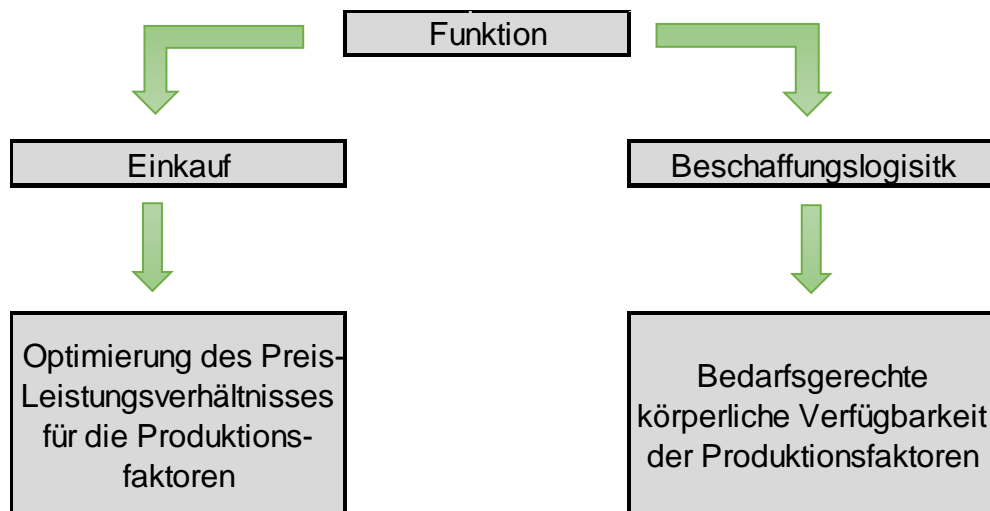 Funktion
Einkauf
Beschaffungslogisitk
Optimierung des Preis-
Leistungsverhältnisses
für die Produktions-
faktoren
Bedarfsgerechte
körperliche Verfügbarkeit
der Produktionsfaktoren